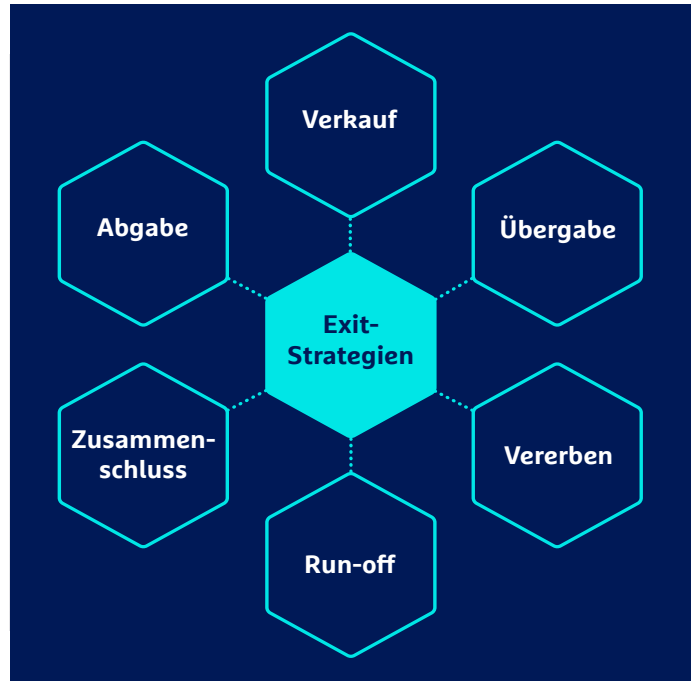 Verkauf
Abgabe
Übergabe
Exit-
Strategien
Zusammen-
schluss
Vererben
Run-off